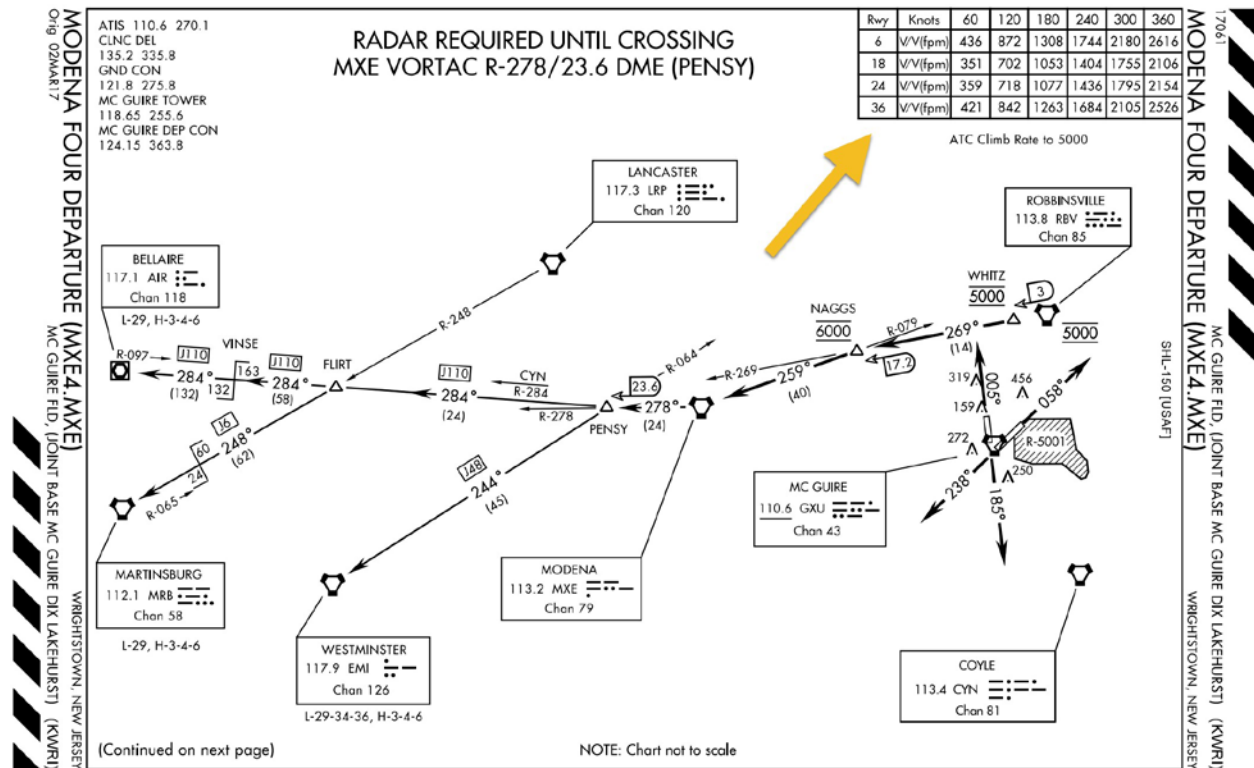 17061
MODENA FOUR DEPARTURE (MXE4.MXE)
MC GUIRE FLD, (JOINT BASE MC GUIRE DIX LAKEHURST) (KWRI)
SHL-150 [USAF]
WRIGHTSTOWN, NEW JERSEY
ATIS 110.6 270.1
CLNC DEL
135.2 335.8
GND CON
121.8 275.8
MC GUIRE TOWER
118.65 255.6
MC GUIRE DEP CON
124.15 363.8
RADAR REQUIRED UNTIL CROSSING
MXE VORTAC R-278/23.6 DME (PENSY)
Rwy Knots 60 120 180 240 300 360
6 V/V(fpm) 436 872 1308 1744 2180 2616
18 V/V(fpm) 351 702 1053 1404 1755 2106
24 V/V(fpm) 359 718 1077 1436 1795 2154
36 V/V(fpm) 421 842 1263 1684 2105 2526
ATC Climb Rate to 5000
LANCASTER
117.3 LRP
Chan 120
ROBBINSVILLE
113.8 RBV
Chan 85
BELLAIRE
117.1 AIR
Chan 118
L-29, H-3-4-6
WHITZ
5000
3
5000
NAGGS
6000
R-079
269°
(14)
17.2
R-248
R-097
J110
284°
(132)
VINSE
163
132
J110
284°
(58)
FLIRT
J110
284°
(24)
CYN
R-284
R-278
23.6
R-064
PENSY
278°
(24)
R-269
259°
(40)
319
159
005°
456
058°
272
R-5001
250
238°
185°
J6
60
248°
(62)
24
R-065
J48
244°
(45)
MC GUIRE
110.6 GXU
Chan 43
MARTINSBURG
112.1 MRB
Chan 58
L-29, H-3-4-6
MODENA
113.2 MXE
Chan 79
WESTMINSTER
117.9 EMI
Chan 126
L-29-34-36, H-3-4-6
COYLE
113.4 CYN
Chan 81
(Continued on next page)
NOTE: Chart not to scale
MODENA FOUR DEPARTURE (MXE4.MXE)
Orig 02MAR17
MC GUIRE FLD, (JOINT BASE MC GUIRE DIX LAKEHURST) (KWRI)
WRIGHTSTOWN, NEW JERSEY